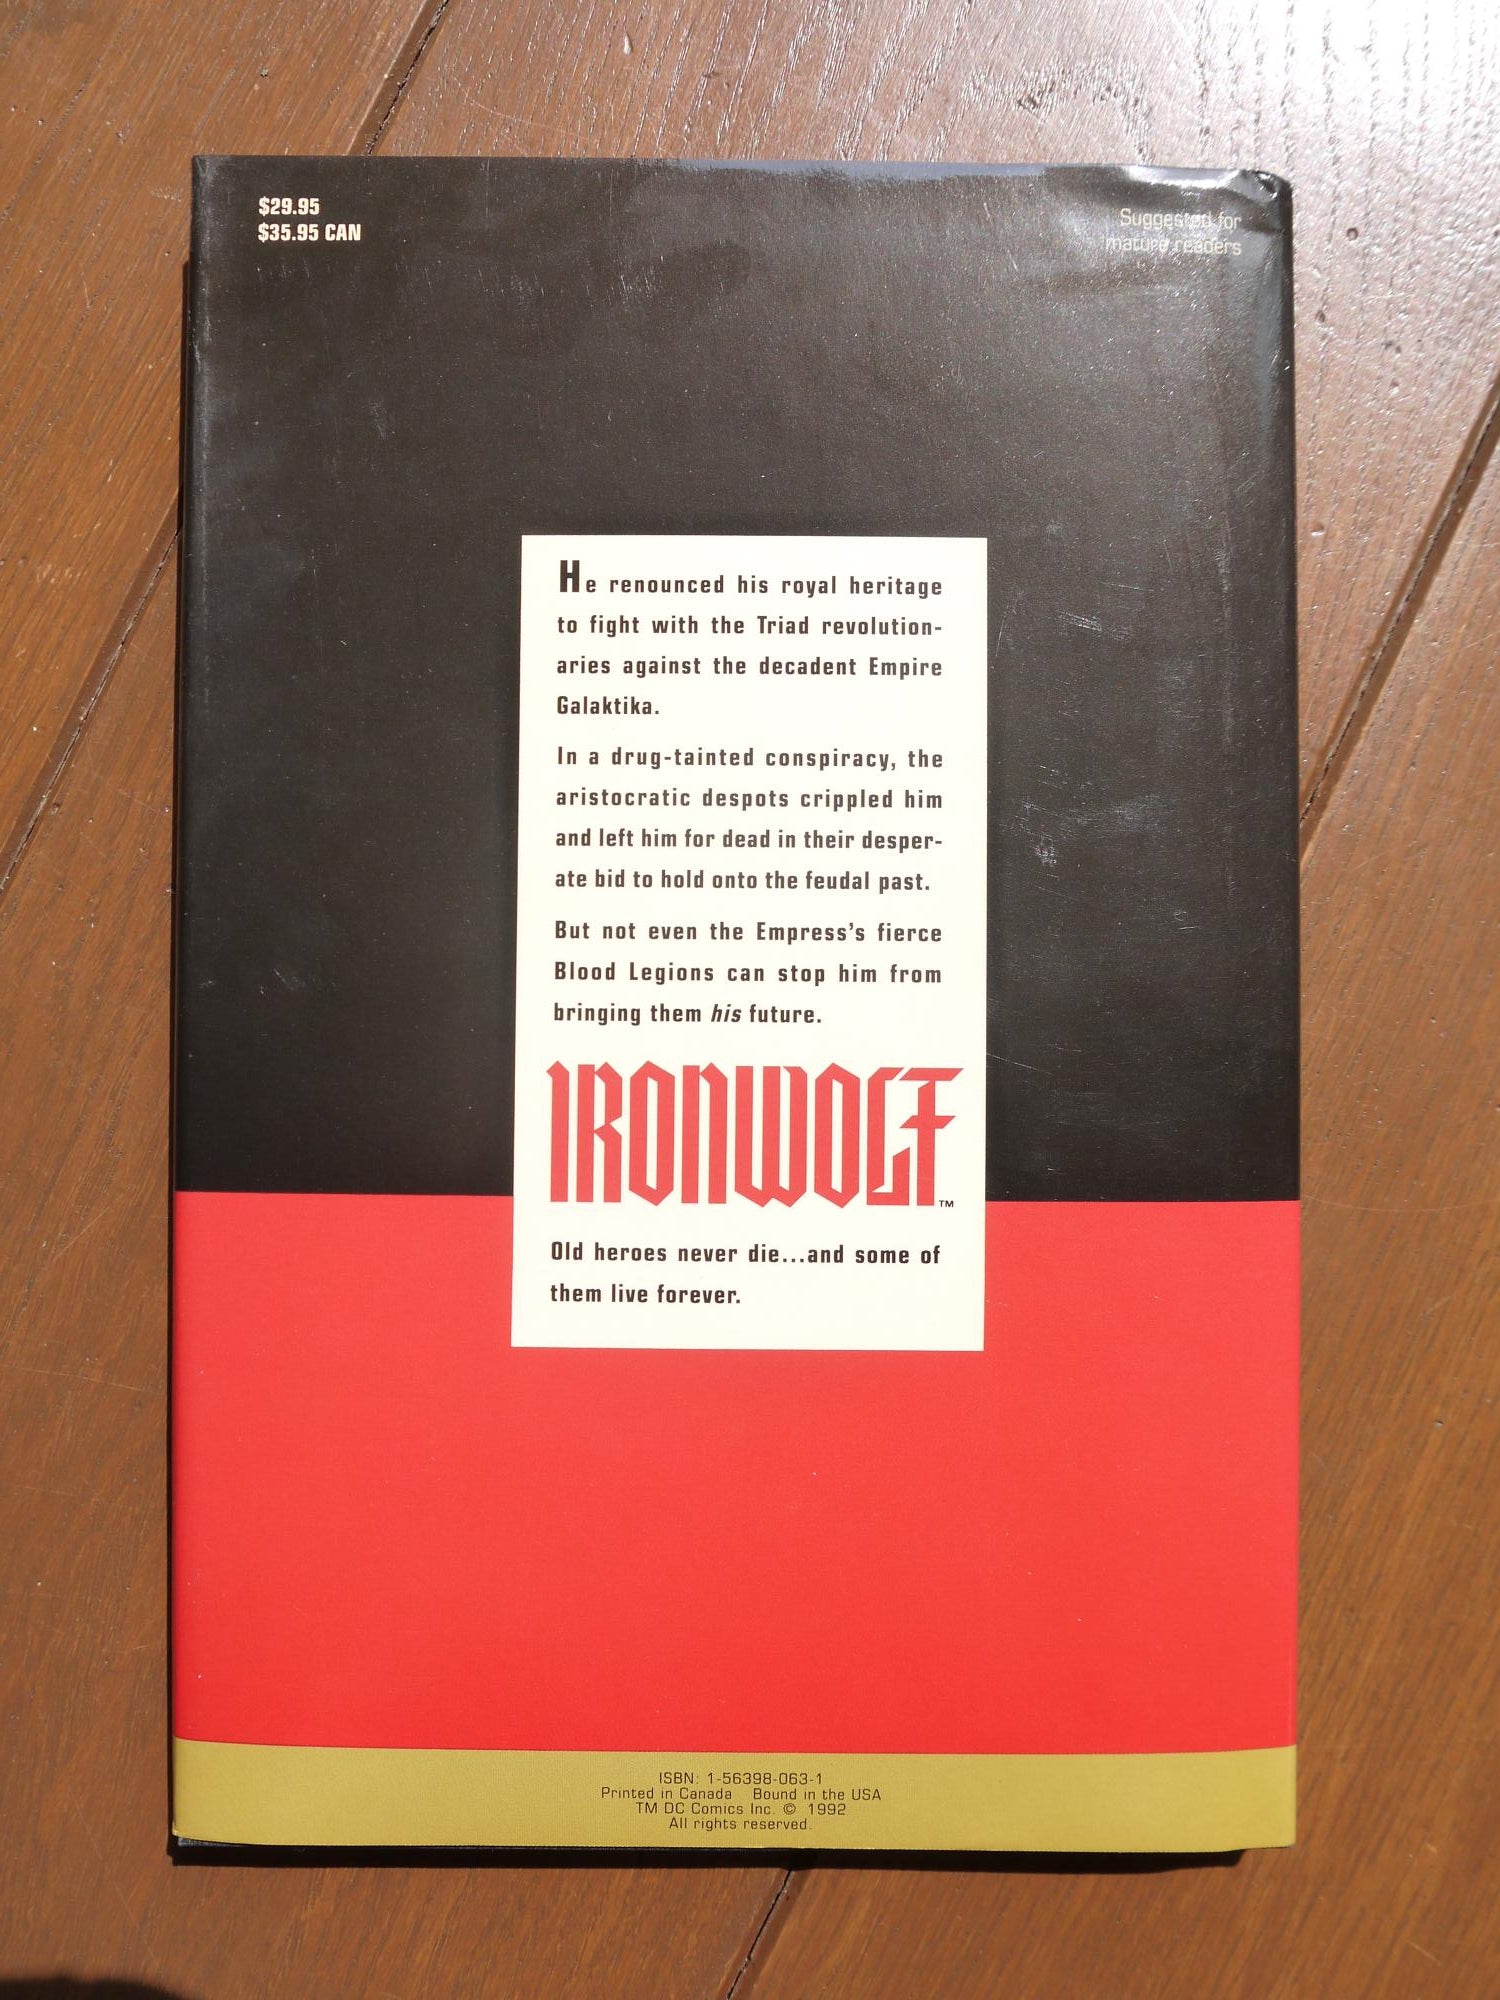 $29.95
$35.95 CAN
Suggested for
mature readers
He renounced his royal heritage
to fight with the Triad revolution-
aries against the decadent Empire
Galaktika.
In a drug-tainted conspiracy, the
aristocratic despots crippled him
and left him for dead in their desper-
ate bid to hold onto the feudal past.
But not even the Empress's fierce
Blood Legions can stop him from
bringing them his future.
IRONWOLF™
Old heroes never die...and some of
them live forever.
ISBN: 1-56398-063-1
Printed in Canada Bound in the USA
TM DC Comics Inc. © 1992
All rights reserved.